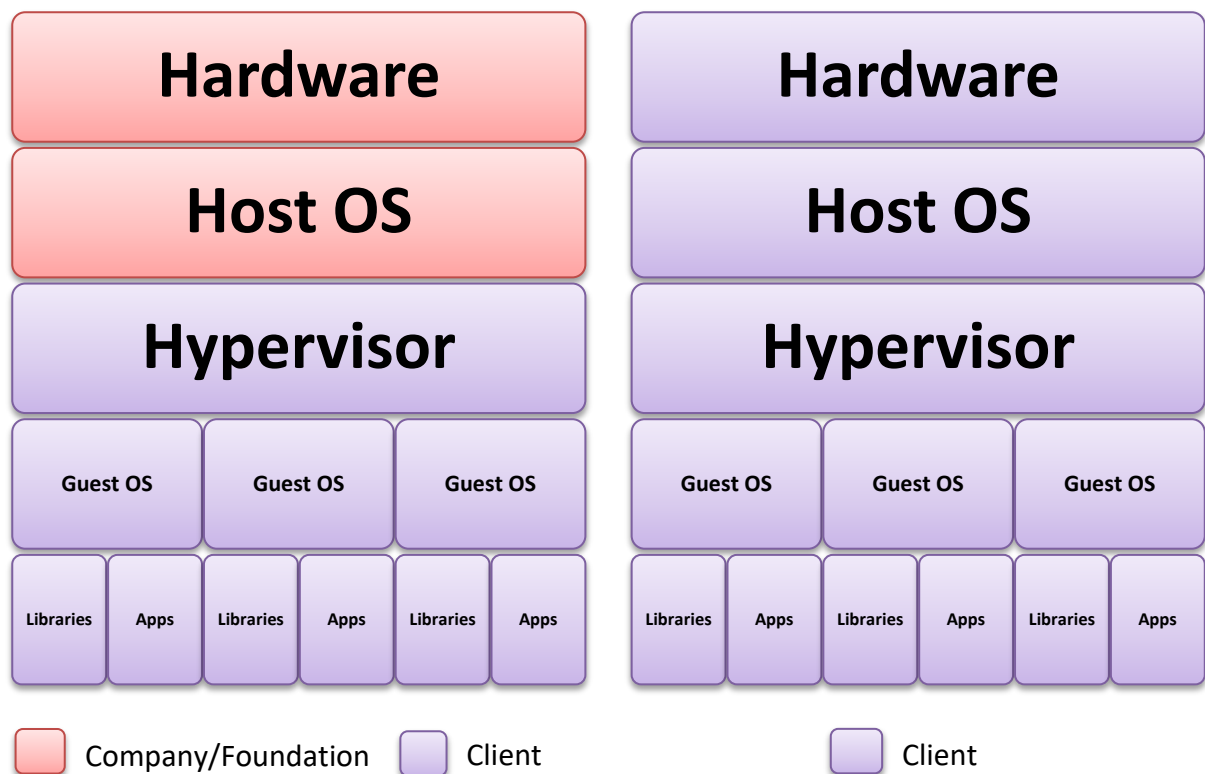 Hardware
Host OS
Hypervisor
Guest OS Guest OS Guest OS
Libraries Apps Libraries Apps Libraries Apps
Company/Foundation Client
Hardware
Host OS
Hypervisor
Guest OS Guest OS Guest OS
Libraries Apps Libraries Apps Libraries Apps
Client